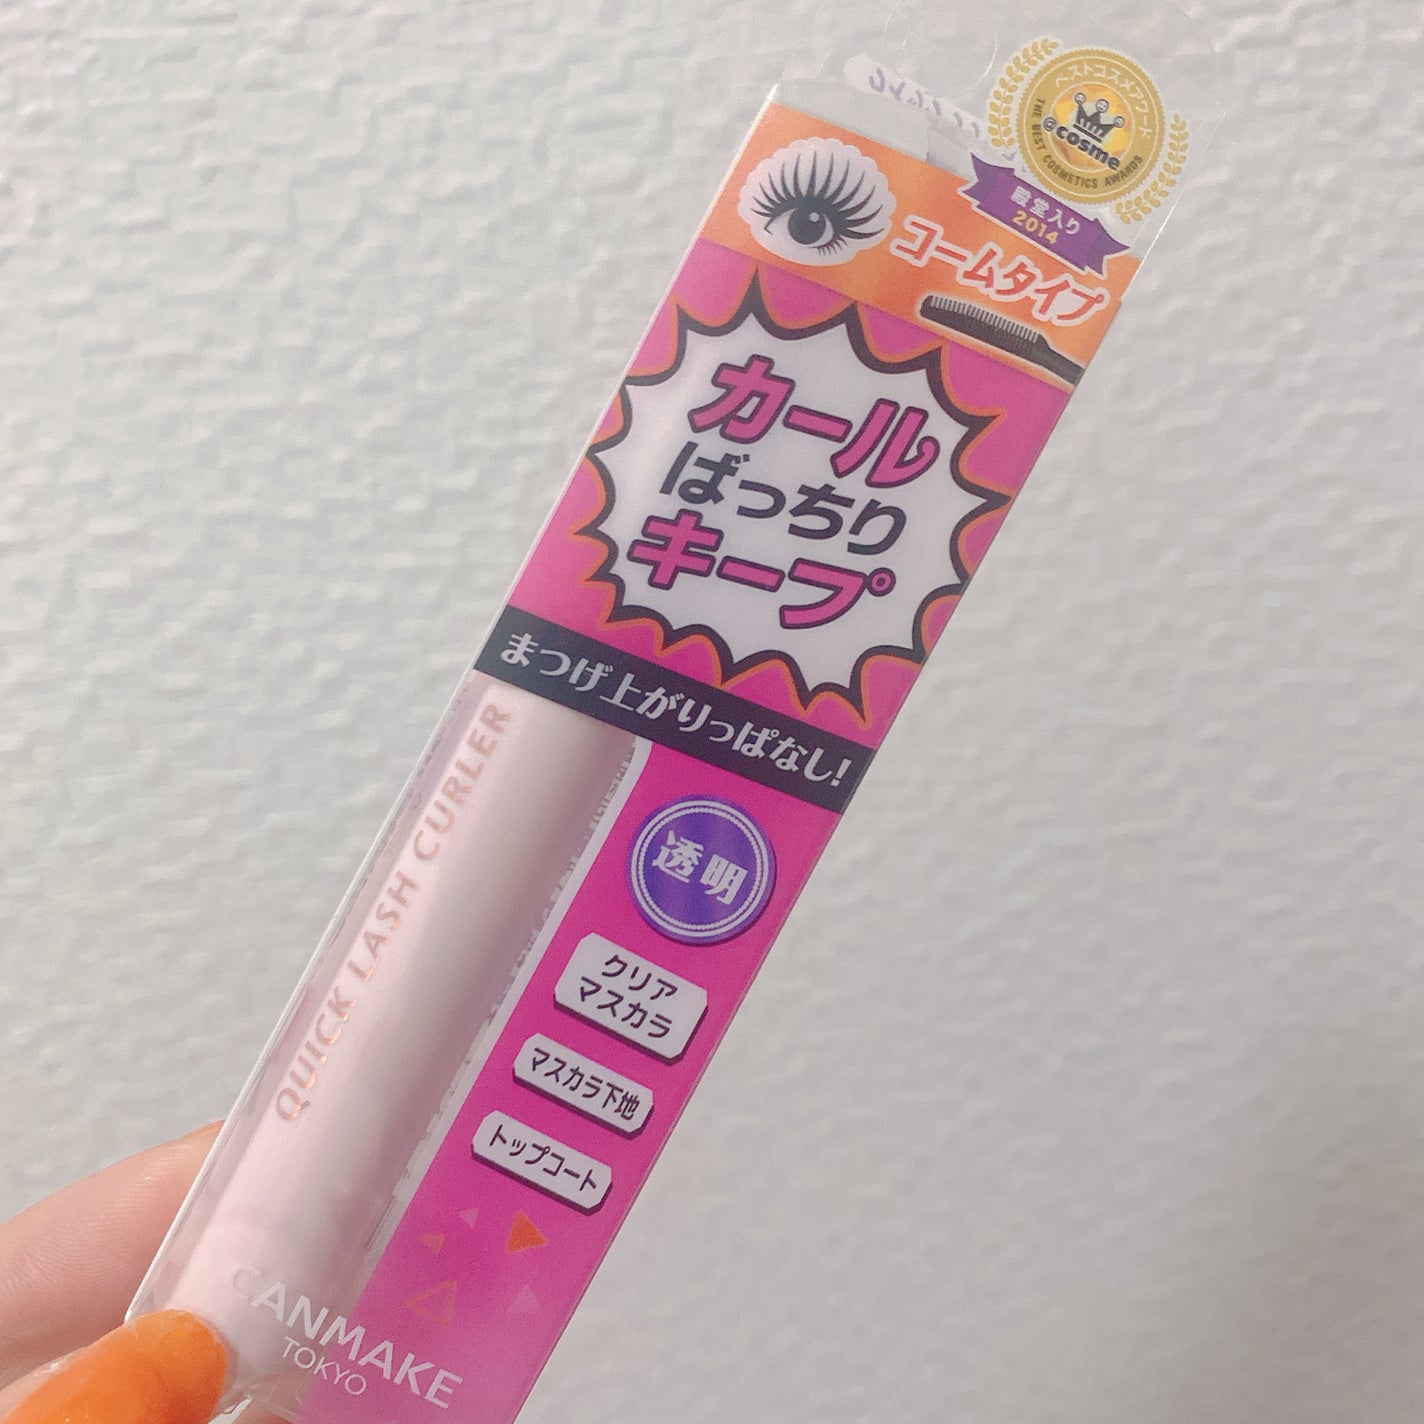 ベストコスメアワード
@cosme
THE BEST COSMETICS AWARDS
殿堂入り
2014
コームタイプ
カール
ばっちり
キープ
まつげ上がりっぱなし!
QUICK LASH CURLER
透明
クリア
マスカラ
マスカラ下地
トップコート
CANMAKE
TOKYO